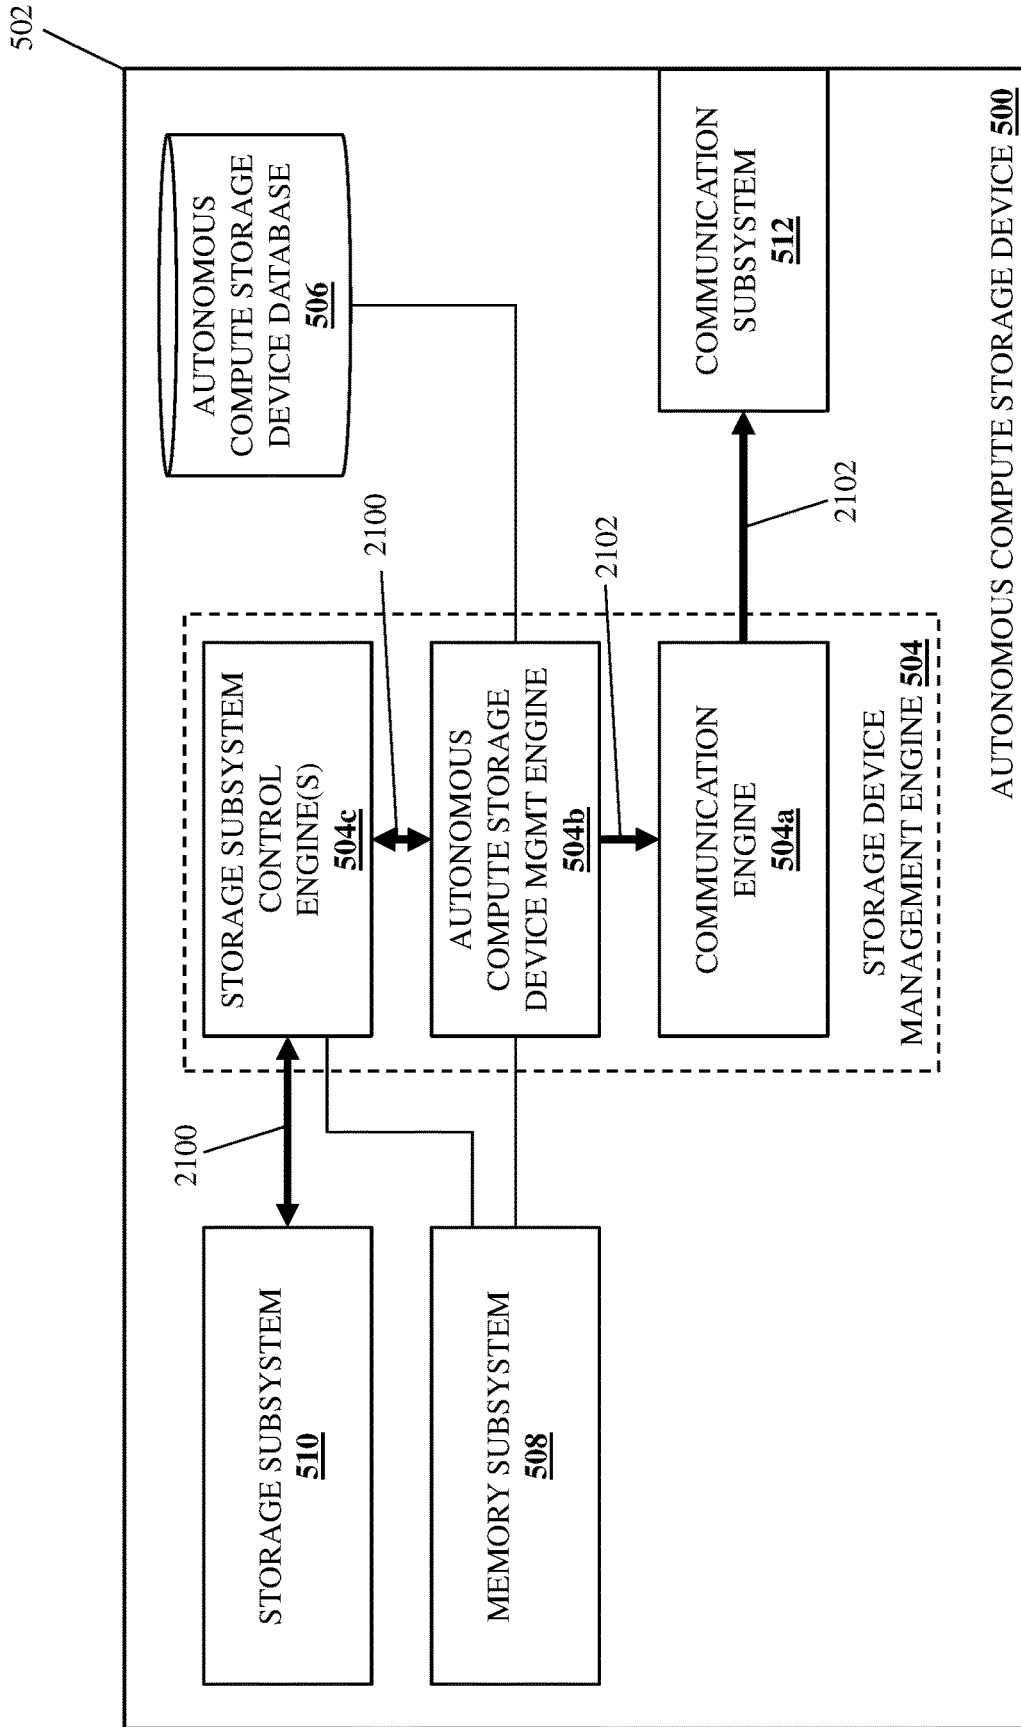 502
STORAGE SUBSYSTEM
510
2100
STORAGE SUBSYSTEM
CONTROL
ENGINE(S)
504c
2100
AUTONOMOUS
COMPUTE STORAGE
DEVICE DATABASE
506
MEMORY SUBSYSTEM
508
AUTONOMOUS
COMPUTE STORAGE
DEVICE MGMT ENGINE
504b
2102
COMMUNICATION
ENGINE
504a
2102
COMMUNICATION
SUBSYSTEM
512
STORAGE DEVICE
MANAGEMENT ENGINE 504
AUTONOMOUS COMPUTE STORAGE DEVICE 500